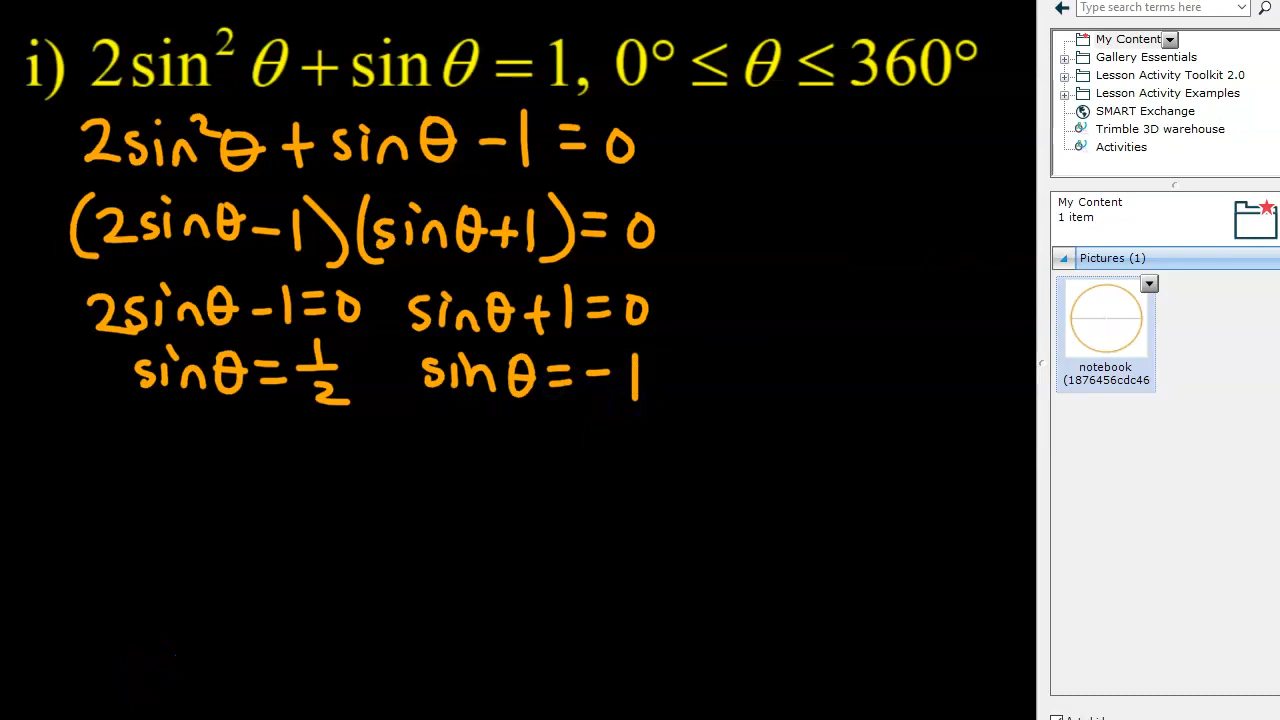 i) 2sin² θ + sin θ = 1, 0° ≤ θ ≤ 360°
2sin²θ + sinθ - 1 = 0
(2sinθ - 1)(sinθ + 1) = 0
2sinθ - 1 = 0 sinθ + 1 = 0
sinθ = 1/2 sinθ = - 1
Type search terms here
My Content
Gallery Essentials
Lesson Activity Toolkit 2.0
Lesson Activity Examples
SMART Exchange
Trimble 3D warehouse
Activities
My Content
1 item
Pictures (1)
notebook
(1876456cdc46